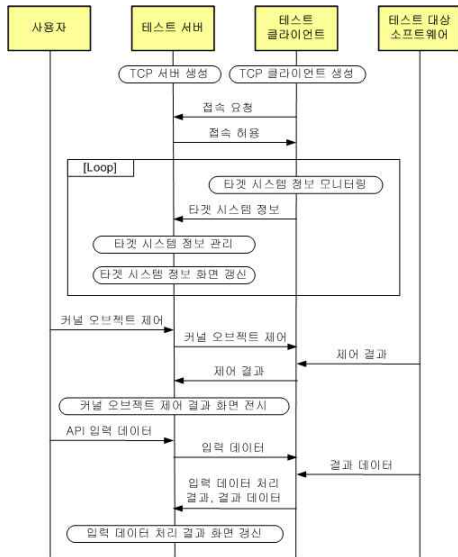 사용자
테스트 서버
테스트
클라이언트
테스트 대상
소프트웨어
TCP 서버 생성
TCP 클라이언트 생성
접속 요청
접속 허용
[Loop]
타겟 시스템 정보 모니터링
타겟 시스템 정보
타겟 시스템 정보 관리
타겟 시스템 정보 화면 갱신
커널 오브젝트 제어
커널 오브젝트 제어
제어 결과
제어 결과
커널 오브젝트 제어 결과 화면 전시
API 입력 데이터
입력 데이터
결과 데이터
입력 데이터 처리
결과, 결과 데이터
입력 데이터 처리 결과 화면 갱신